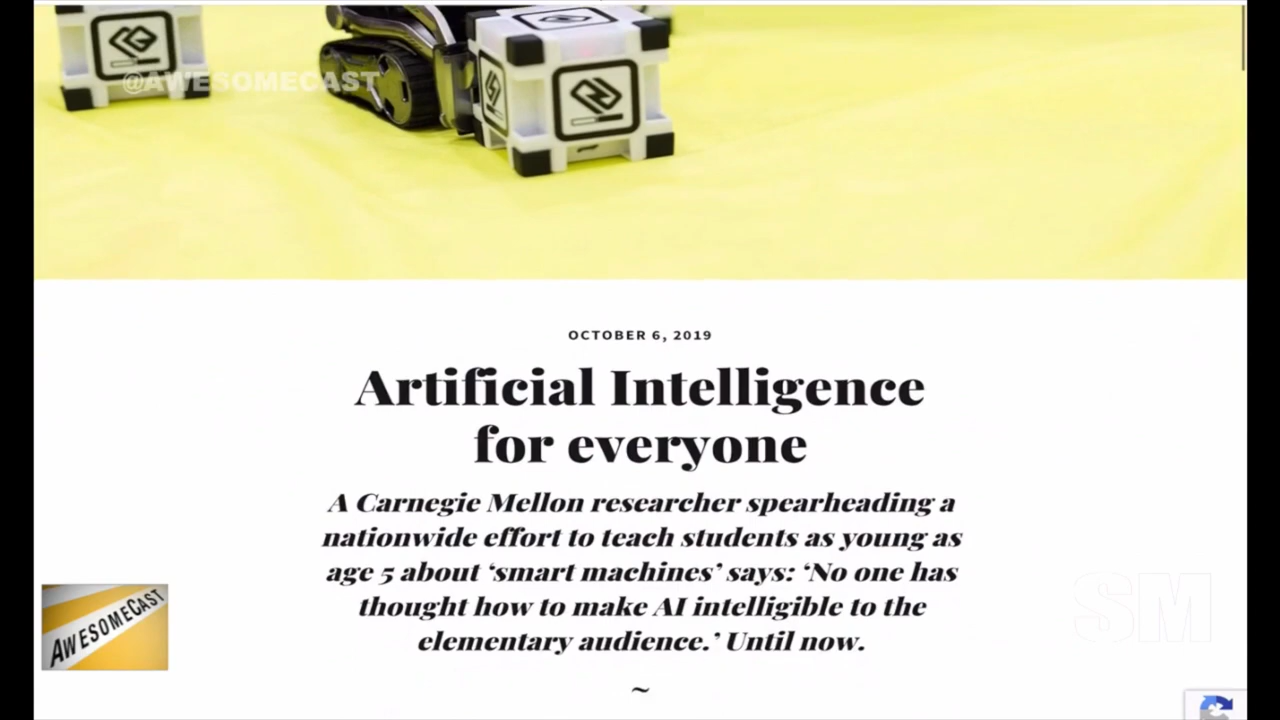 @AWESOMECAST
OCTOBER 6, 2019
Artificial Intelligence
for everyone
A Carnegie Mellon researcher spearheading a
nationwide effort to teach students as young as
age 5 about ‘smart machines’ says: ‘No one has
thought how to make AI intelligible to the
elementary audience.’ Until now.
~
AWESOMECAST
SM